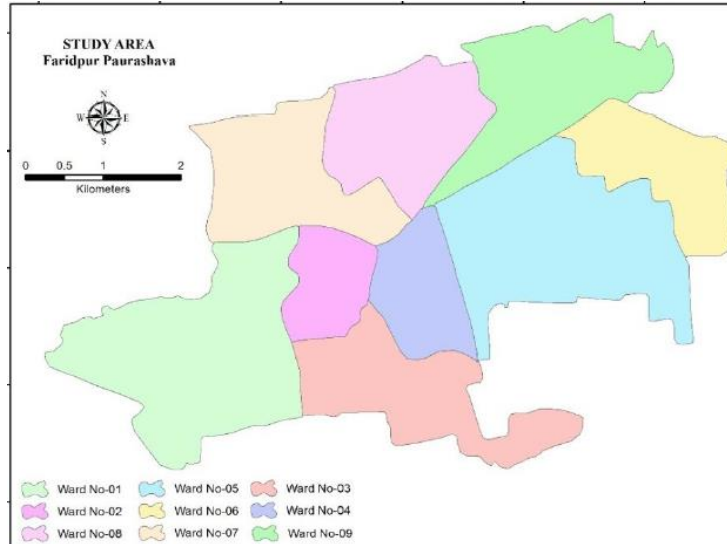 STUDY AREA
Faridpur Paurashava
N
W E
S
0 0.5 1 2
Kilometers
Ward No-01 Ward No-05 Ward No-03
Ward No-02 Ward No-06 Ward No-04
Ward No-08 Ward No-07 Ward No-09